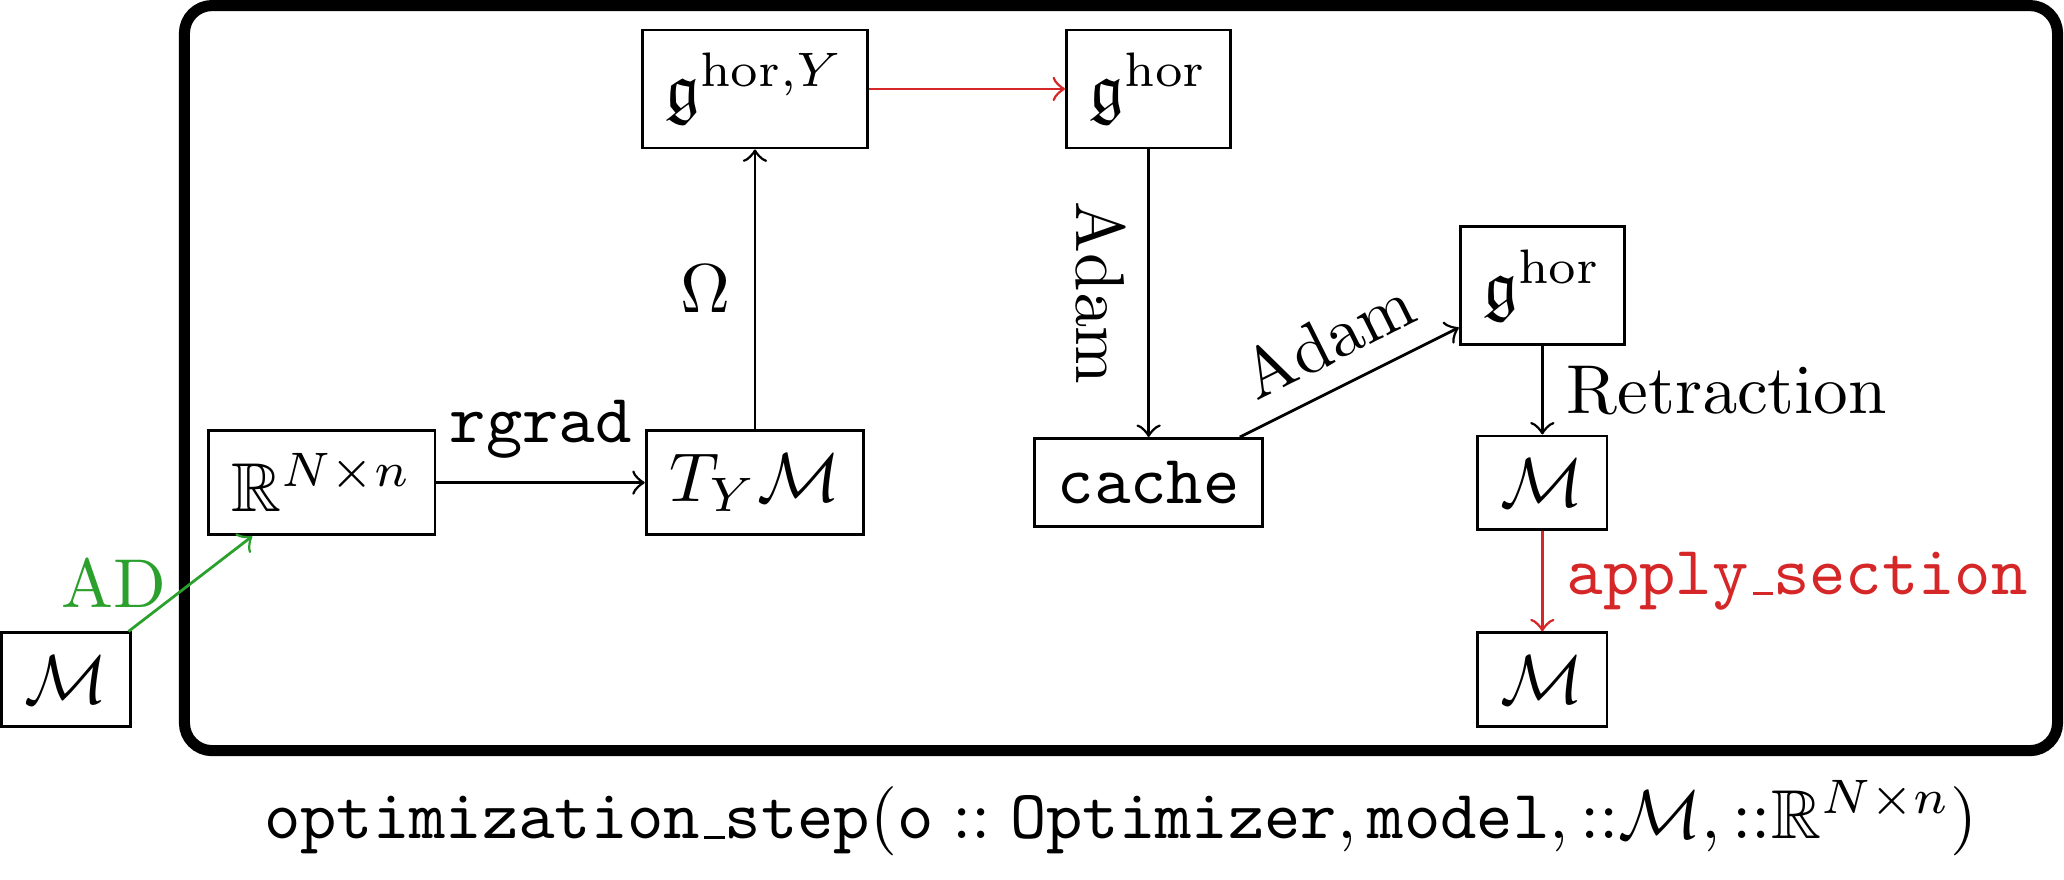 𝔤^{hor,Y}
𝔤^{hor}
Adam
Ω
𝔤^{hor}
Adam
Retraction
rgrad
ℝ^{N×n}
T_Y ℳ
cache
ℳ
AD
apply_section
ℳ
ℳ
optimization_step(o :: Optimizer, model, ::ℳ, ::ℝ^{N×n})